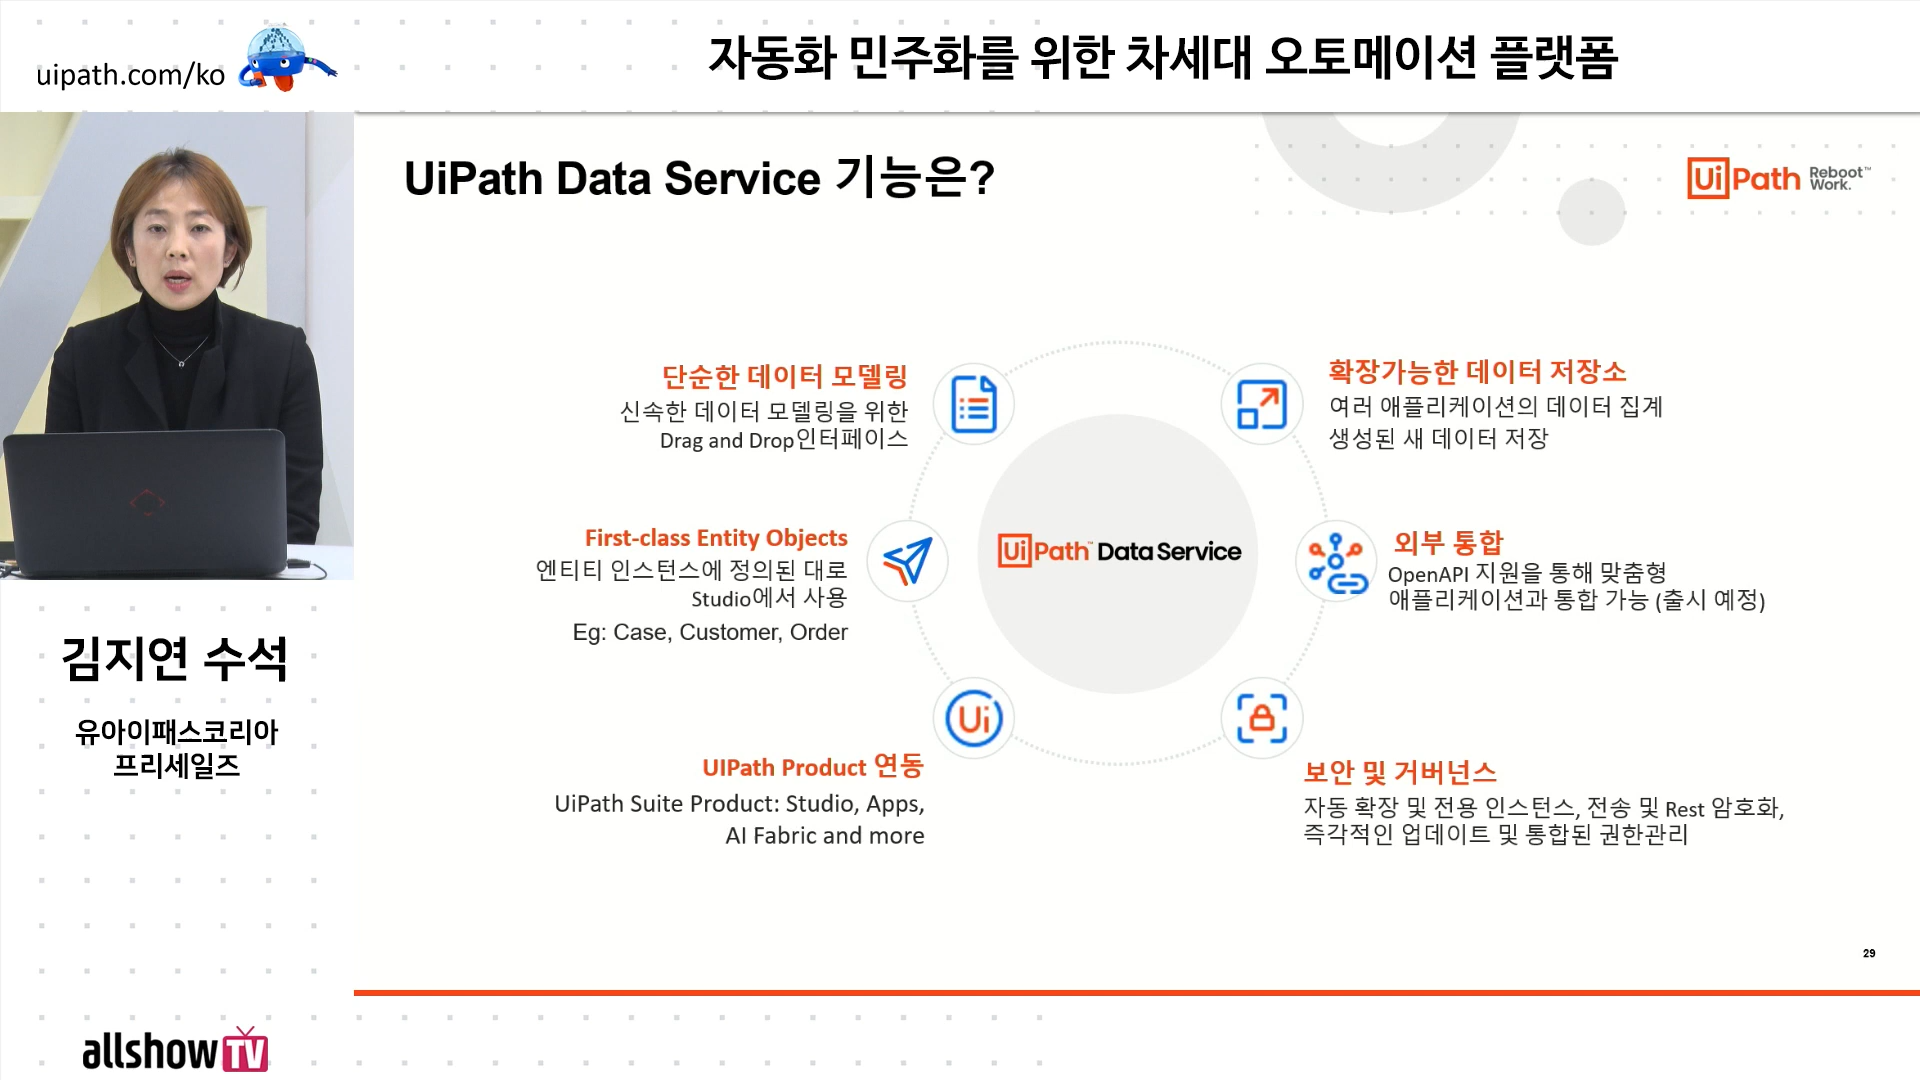 uipath.com/ko
자동화 민주화를 위한 차세대 오토메이션 플랫폼
UiPath Data Service 기능은?
UiPath Reboot™
Work.
단순한 데이터 모델링
신속한 데이터 모델링을 위한
Drag and Drop인터페이스
확장가능한 데이터 저장소
여러 애플리케이션의 데이터 집계
생성된 새 데이터 저장
First-class Entity Objects
엔티티 인스턴스에 정의된 대로
Studio에서 사용
Eg: Case, Customer, Order
UiPath™ Data Service
외부 통합
OpenAPI 지원을 통해 맞춤형
애플리케이션과 통합 가능 (출시 예정)
Ui
UIPath Product 연동
UiPath Suite Product: Studio, Apps,
AI Fabric and more
보안 및 거버넌스
자동 확장 및 전용 인스턴스, 전송 및 Rest 암호화,
즉각적인 업데이트 및 통합된 권한관리
김지연 수석
유아이패스코리아
프리세일즈
29
allshowTV